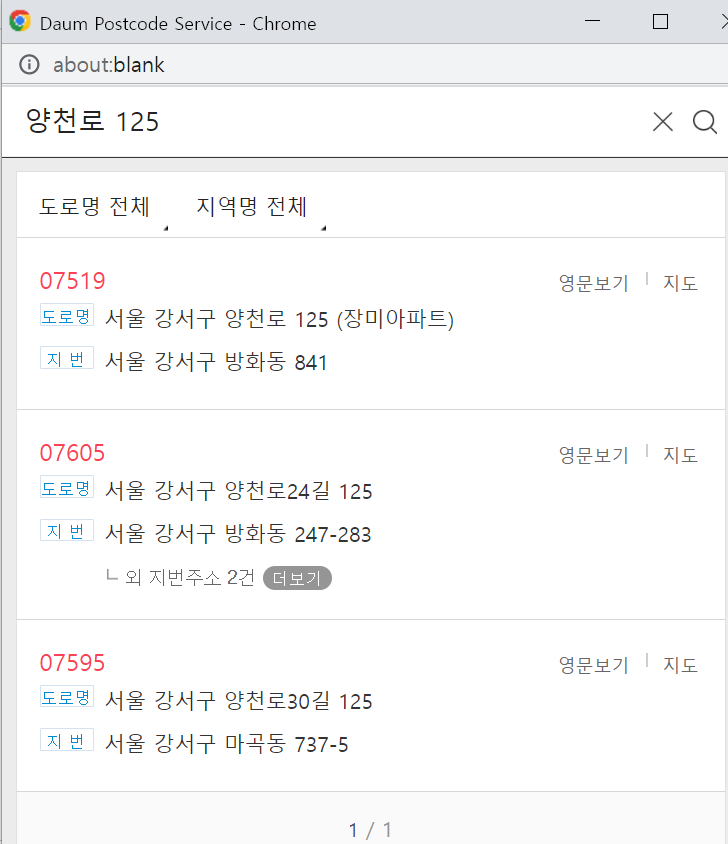 Daum Postcode Service - Chrome
about:blank
양천로 125
도로명 전체 지역명 전체
07519 영문보기 지도
도로명 서울 강서구 양천로 125 (장미아파트)
지 번 서울 강서구 방화동 841
07605 영문보기 지도
도로명 서울 강서구 양천로24길 125
지 번 서울 강서구 방화동 247-283
외 지번주소 2건 더보기
07595 영문보기 지도
도로명 서울 강서구 양천로30길 125
지 번 서울 강서구 마곡동 737-5
1 / 1